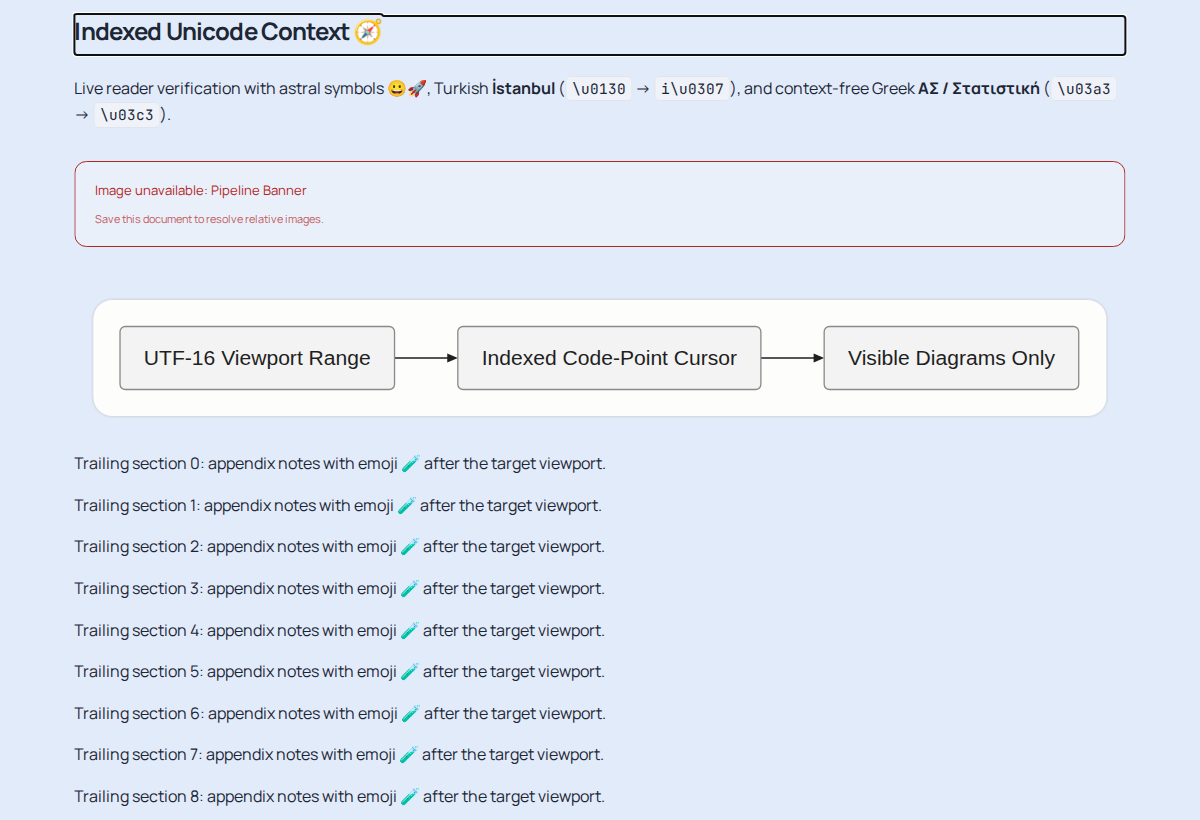 Indexed Unicode Context 🧭
Live reader verification with astral symbols 😀🚀, Turkish İstanbul ( \u0130 → i\u0307 ), and context-free Greek ΑΣ / Στατιστική ( \u03a3
→ \u03c3 ).
Image unavailable: Pipeline Banner
Save this document to resolve relative images.
UTF-16 Viewport Range
Indexed Code-Point Cursor
Visible Diagrams Only
Trailing section 0: appendix notes with emoji 🧪 after the target viewport.
Trailing section 1: appendix notes with emoji 🧪 after the target viewport.
Trailing section 2: appendix notes with emoji 🧪 after the target viewport.
Trailing section 3: appendix notes with emoji 🧪 after the target viewport.
Trailing section 4: appendix notes with emoji 🧪 after the target viewport.
Trailing section 5: appendix notes with emoji 🧪 after the target viewport.
Trailing section 6: appendix notes with emoji 🧪 after the target viewport.
Trailing section 7: appendix notes with emoji 🧪 after the target viewport.
Trailing section 8: appendix notes with emoji 🧪 after the target viewport.